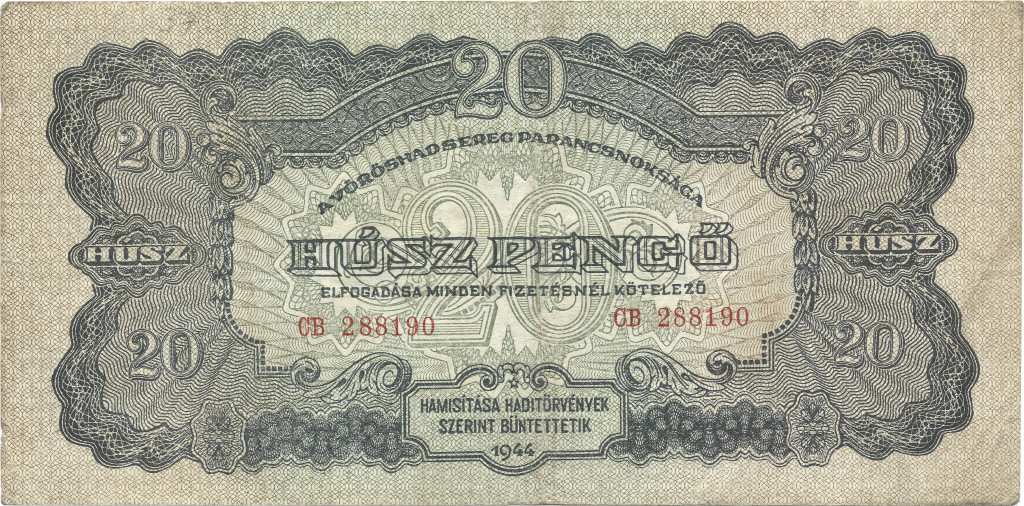 20
A VÖRÖSHADSEREG PARANCSNOKSÁGA
20
20
20
HÚSZ
HÚSZ PENGŐ
HÚSZ
ELFOGADÁSA MINDEN FIZETÉSNÉL KÖTELEZŐ
CB 288190
CB 288190
20
20
HAMISÍTÁSA HADITÖRVÉNYEK
SZERINT BÜNTETTETIK
1944